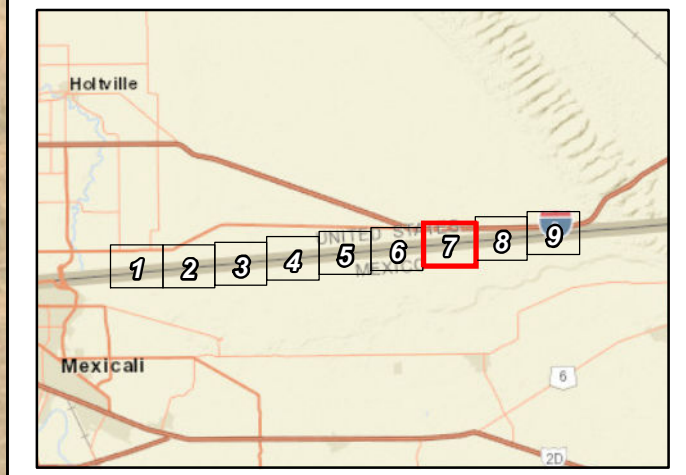 Holtville
UNITED STATES
1 2 3 4 5 6 7 8 9
MEXICO
Mexicali
6
2D